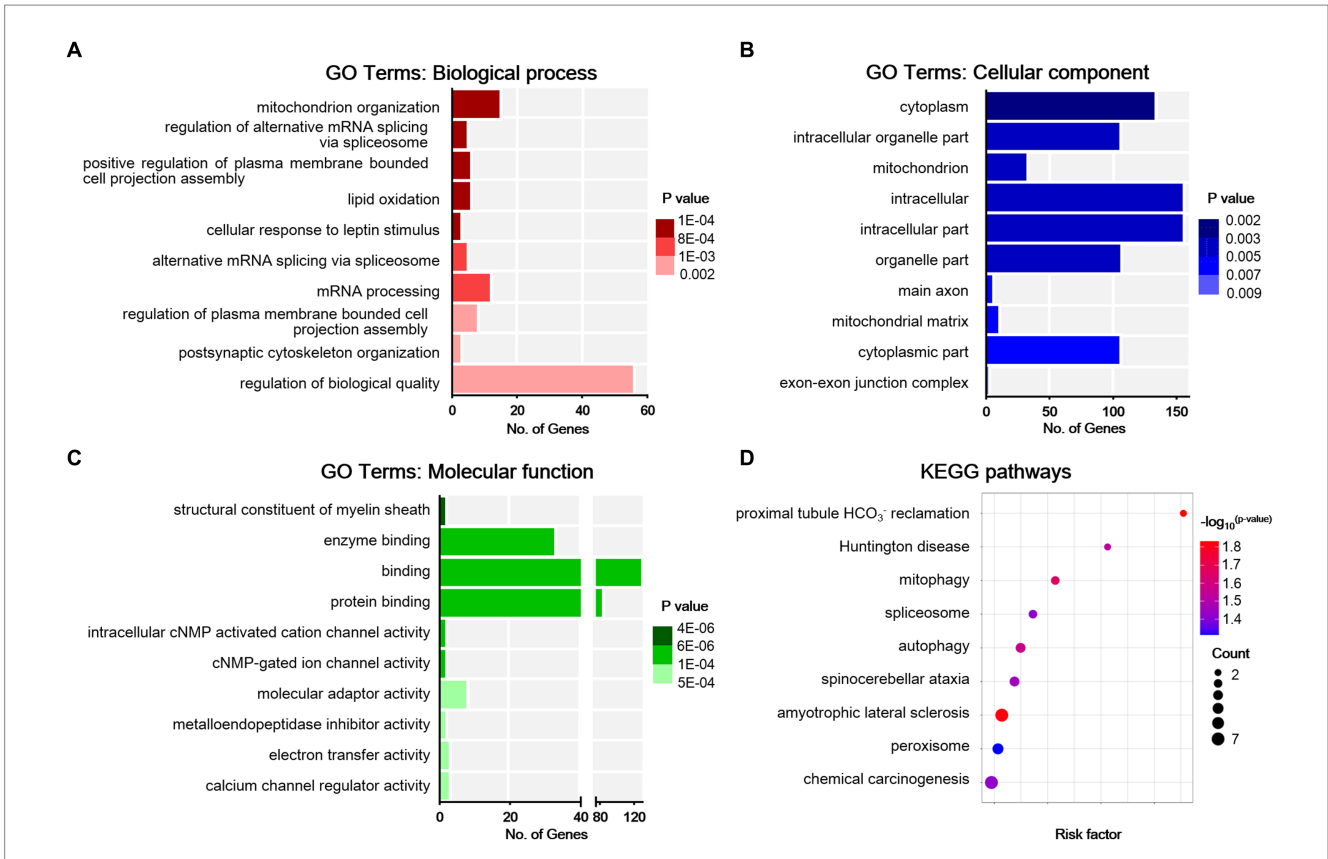 A
GO Terms: Biological process
mitochondrion organization
regulation of alternative mRNA splicing
via spliceosome
positive regulation of plasma membrane bounded
cell projection assembly
lipid oxidation
cellular response to leptin stimulus
alternative mRNA splicing via spliceosome
mRNA processing
regulation of plasma membrane bounded cell
projection assembly
postsynaptic cytoskeleton organization
regulation of biological quality
0 20 40 60
No. of Genes
P value
1E-04
8E-04
1E-03
0.002
B
GO Terms: Cellular component
cytoplasm
intracellular organelle part
mitochondrion
intracellular
intracellular part
organelle part
main axon
mitochondrial matrix
cytoplasmic part
exon-exon junction complex
0 50 100 150
No. of Genes
P value
0.002
0.003
0.005
0.007
0.009
C
GO Terms: Molecular function
structural constituent of myelin sheath
enzyme binding
binding
protein binding
intracellular cNMP activated cation channel activity
cNMP-gated ion channel activity
molecular adaptor activity
metalloendopeptidase inhibitor activity
electron transfer activity
calcium channel regulator activity
0 20 40 80 120
No. of Genes
P value
4E-06
6E-06
1E-04
5E-04
D
KEGG pathways
proximal tubule HCO₃⁻ reclamation
Huntington disease
mitophagy
spliceosome
autophagy
spinocerebellar ataxia
amyotrophic lateral sclerosis
peroxisome
chemical carcinogenesis
Risk factor
-log₁₀(p-value)
1.8
1.7
1.6
1.5
1.4
Count
2
7